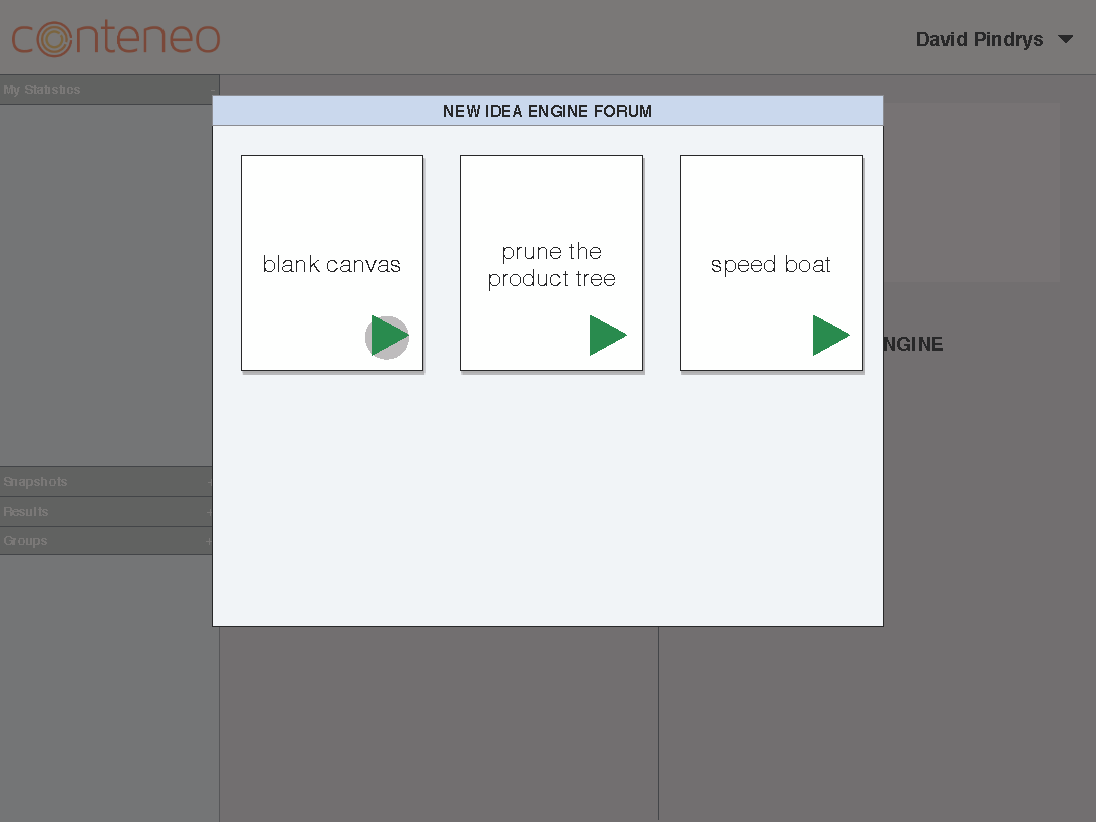 conteneo
David Pindrys
My Statistics
NEW IDEA ENGINE FORUM
blank canvas
prune the
product tree
speed boat
NGINE
Snapshots +
Results +
Groups +